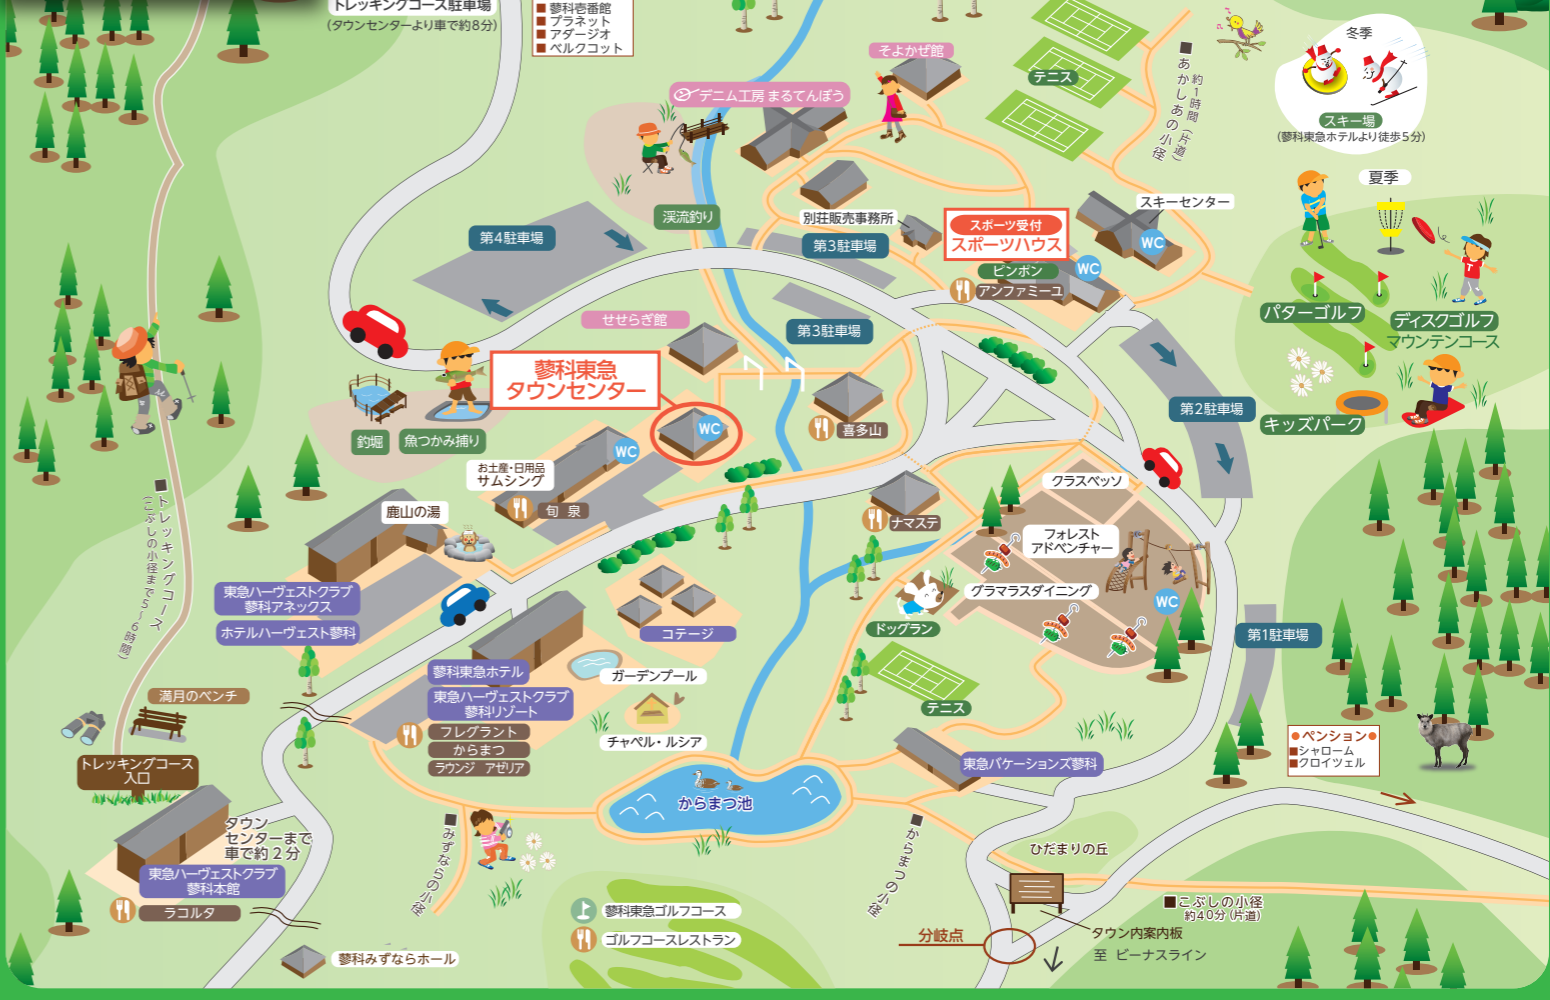 トレッキングコース駐車場
(タウンセンターより車で約8分)
■蓼科壱番館
■プラネット
■アダージオ
■ベルクコット
そよかぜ館
デニム工房 まるてんぼう
テニス
■あかしあの小径
約1時間(片道)
冬季
スキー場
(蓼科東急ホテルより徒歩5分)
夏季
スキーセンター
WC
渓流釣り
別荘販売事務所
スポーツ受付
スポーツハウス
ピンポン
アンファミーユ
WC
第4駐車場
第3駐車場
第3駐車場
せせらぎ館
パターゴルフ
ディスクゴルフ
マウンテンコース
キッズパーク
T
蓼科東急
タウンセンター
WC
WC
喜多山
第2駐車場
釣堀
魚つかみ捕り
お土産・日用品
サムシング
旬 泉
鹿山の湯
クラスベッソ
ナマステ
フォレスト
アドベンチャー
グラマラスダイニング
WC
■トレッキングコース
(こぶしの小径まで5~6時間)
東急ハーヴェストクラブ
蓼科アネックス
ホテルハーヴェスト蓼科
コテージ
ドッグラン
第1駐車場
蓼科東急ホテル
東急ハーヴェストクラブ
蓼科リゾート
フレグラント
からまつ
ラウンジ アゼリア
ガーデンプール
チャペル・ルシア
テニス
満月のベンチ
トレッキングコース
入口
●ペンション●
■シャローム
■クロイツェル
東急バケーションズ蓼科
からまつ池
タウン
センターまで
車で約2分
東急ハーヴェストクラブ
蓼科本館
ラコルタ
■みずならの小径
■からまつの小径
ひだまりの丘
■こぶしの小径
約40分(片道)
蓼科東急ゴルフコース
ゴルフコースレストラン
分岐点
タウン内案内板
至 ビーナスライン
蓼科みずならホール